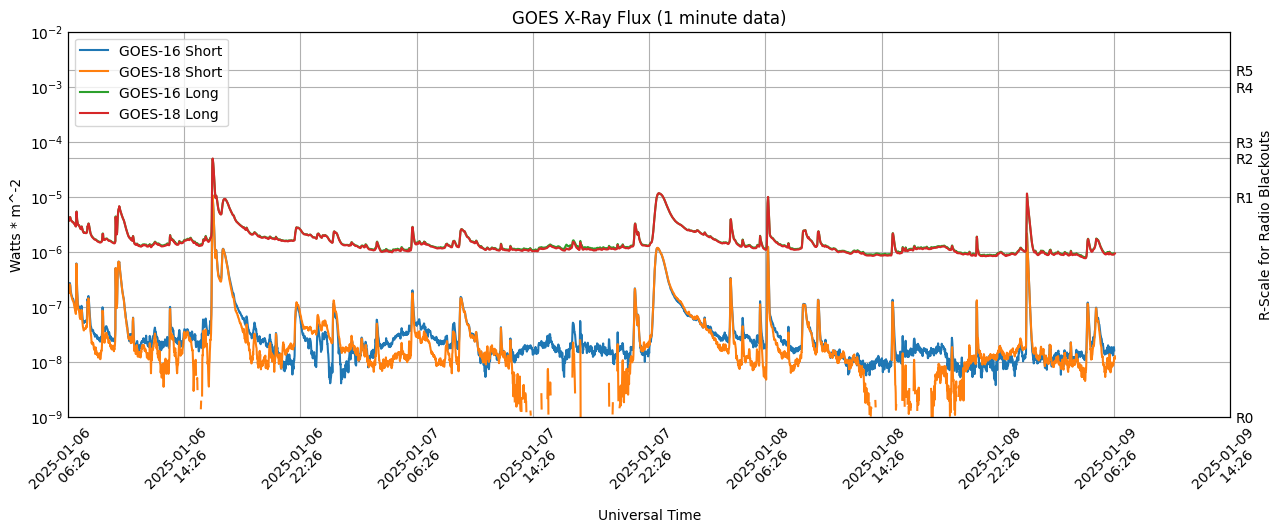 GOES X-Ray Flux (1 minute data)
GOES-16 Short
GOES-18 Short
GOES-16 Long
GOES-18 Long
Watts * m^-2
10^-2
10^-3
10^-4
10^-5
10^-6
10^-7
10^-8
10^-9
R5
R4
R3
R2
R1
R0
R-Scale for Radio Blackouts
2025-01-06
06:26
2025-01-06
14:26
2025-01-06
22:26
2025-01-07
06:26
2025-01-07
14:26
2025-01-07
22:26
2025-01-08
06:26
2025-01-08
14:26
2025-01-08
22:26
2025-01-09
06:26
2025-01-09
14:26
Universal Time